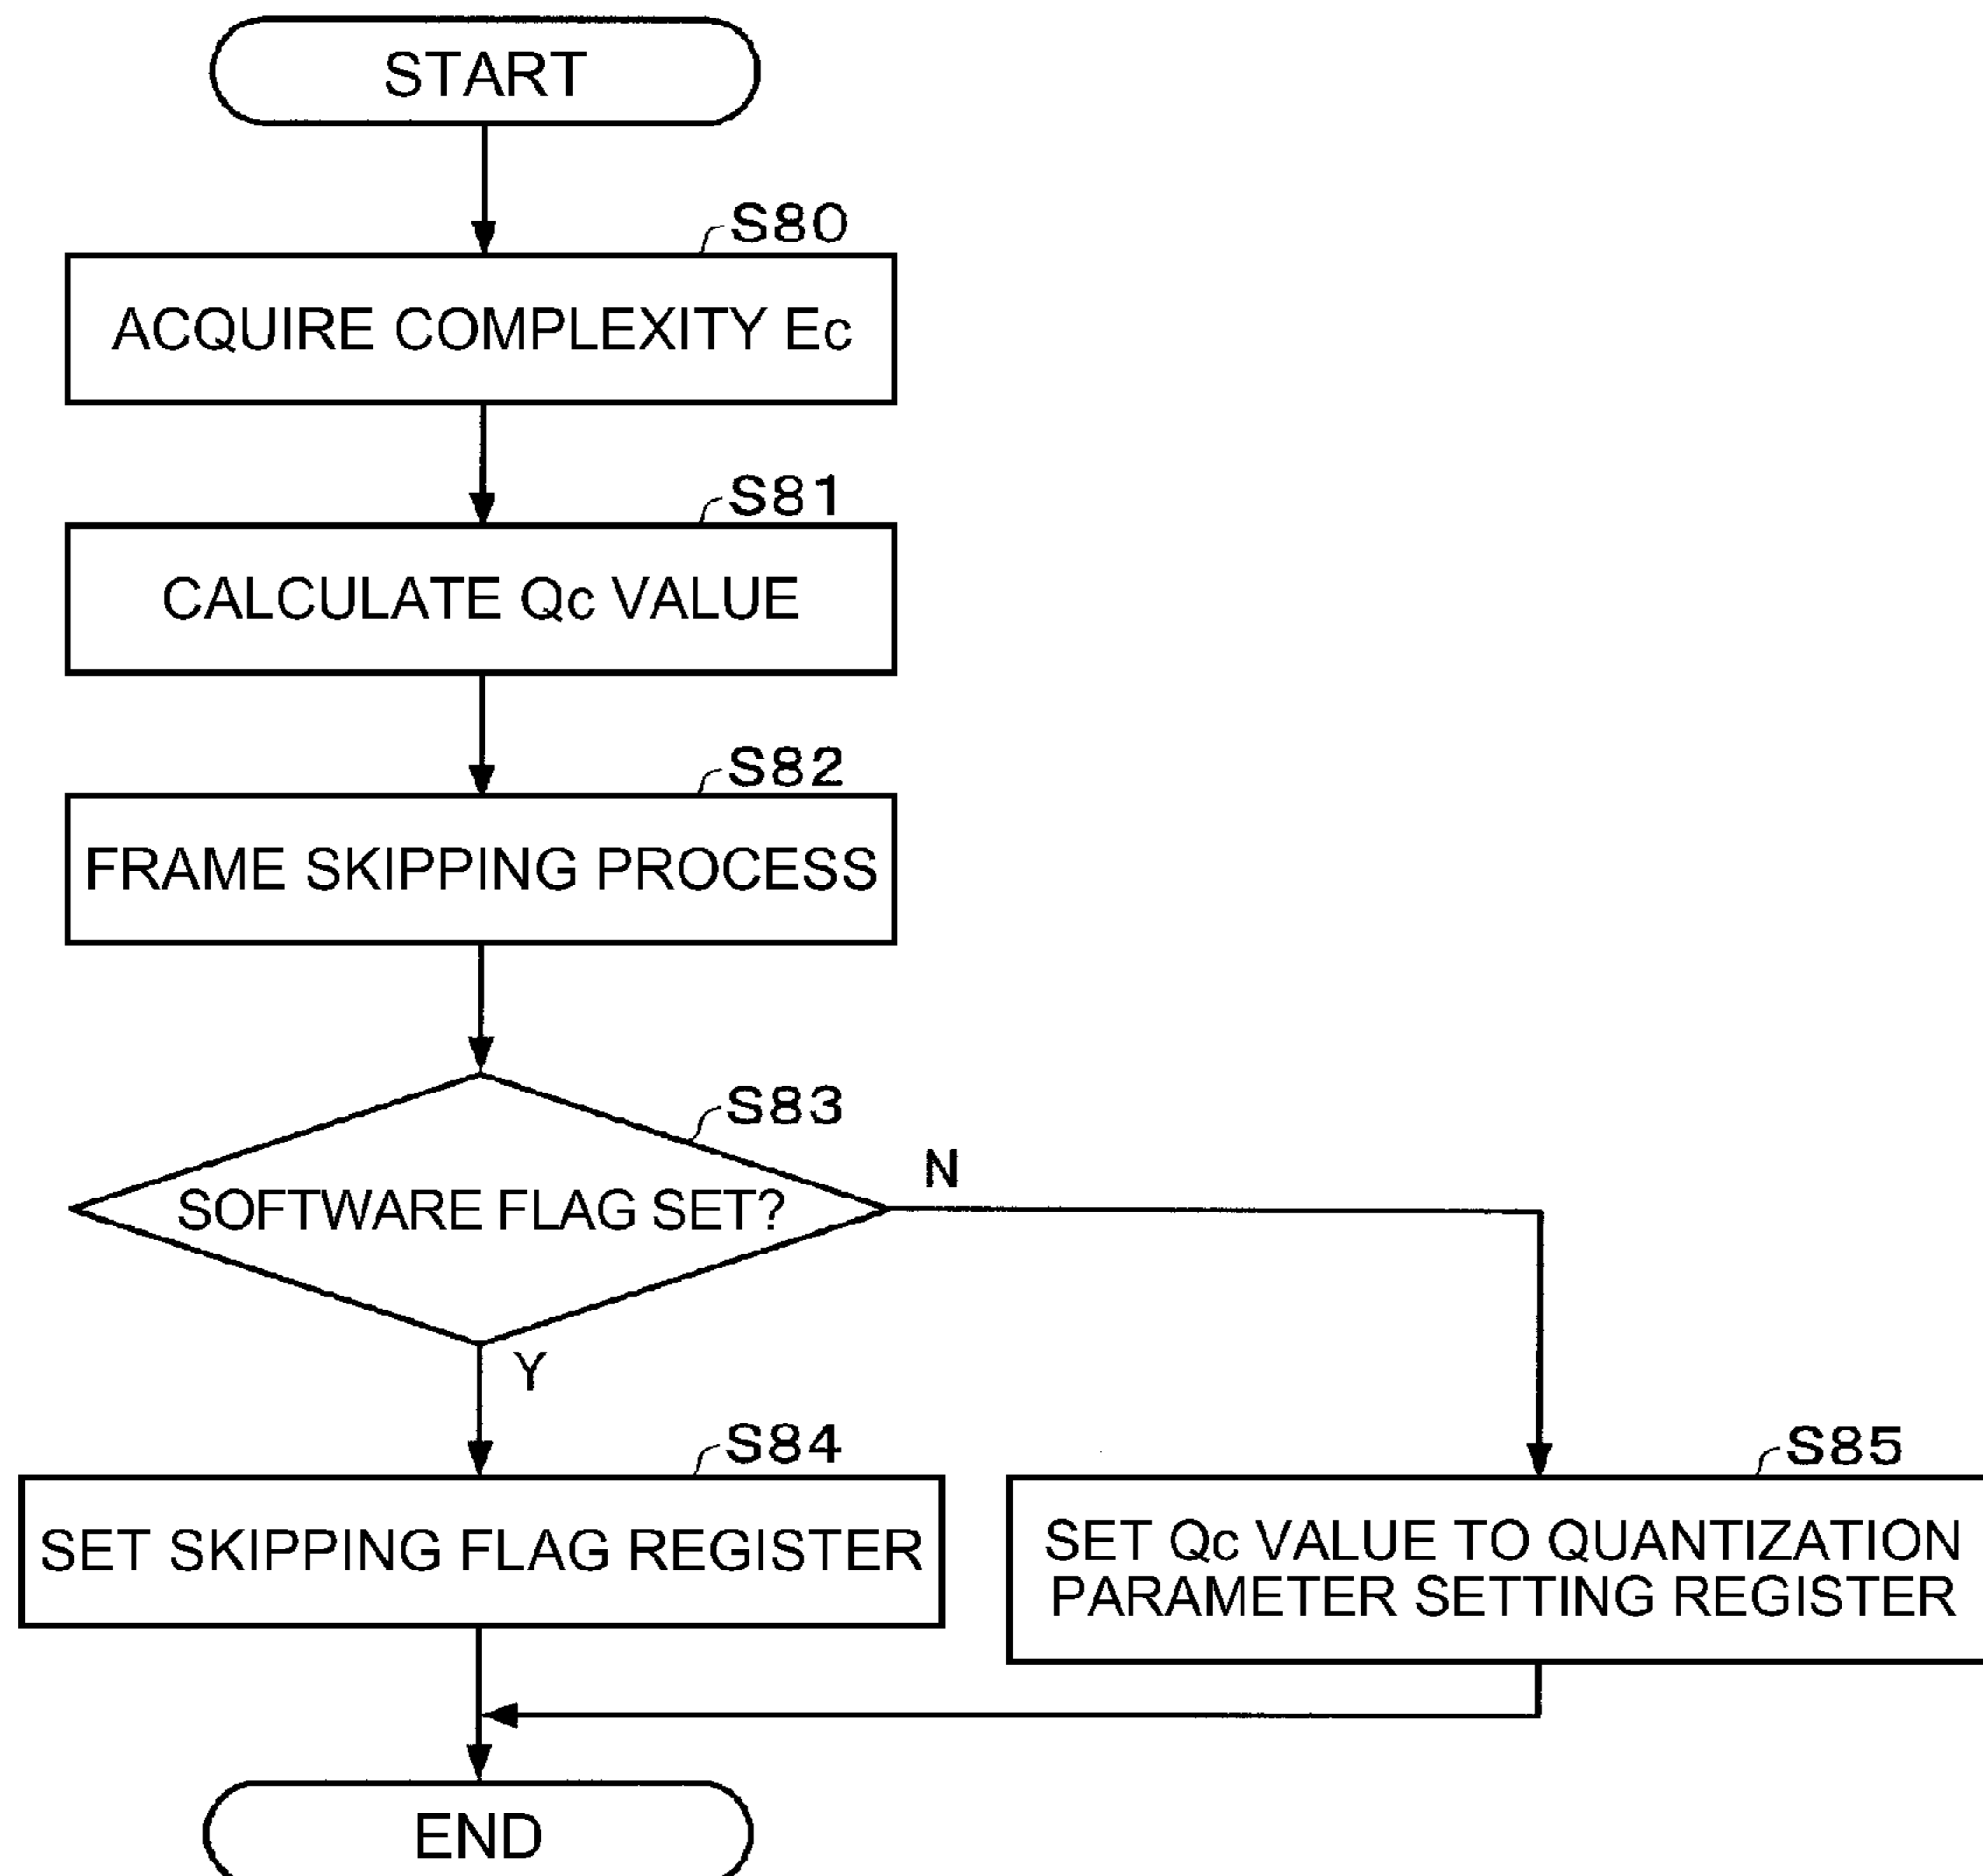 START
S80
ACQUIRE COMPLEXITY Ec
S81
CALCULATE Qc VALUE
S82
FRAME SKIPPING PROCESS
S83
SOFTWARE FLAG SET?
N
Y
S84
SET SKIPPING FLAG REGISTER
S85
SET Qc VALUE TO QUANTIZATION
PARAMETER SETTING REGISTER
END